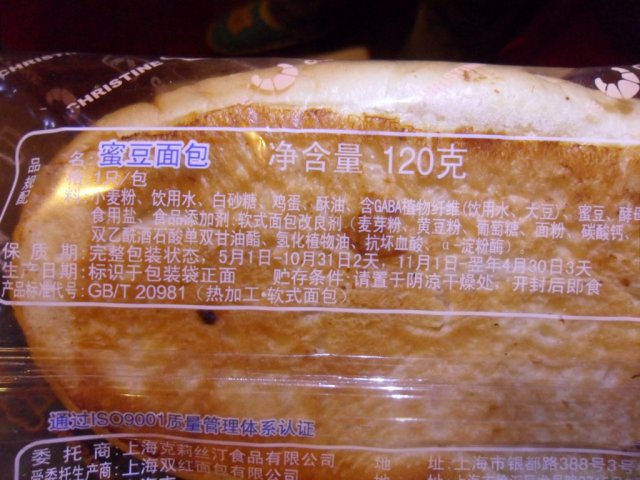 CHRISTINE
CHRISTINE
品 名:蜜豆面包 净含量:120克
规 格:1只/包
配 料:小麦粉、饮用水、白砂糖、鸡蛋、酥油、含GABA植物纤维(饮用水、大豆)、蜜豆、酵
食用盐、食品添加剂:软式面包改良剂（麦芽粉、黄豆粉、葡萄糖、面粉、碳酸钙、
双乙酰酒石酸单双甘油酯、氢化植物油、抗坏血酸、α-淀粉酶）。
保 质 期:完整包装状态，5月1日-10月31日2天，11月1日-翌年4月30日3天
生产日期:标识于包装袋正面 贮存条件:请置于阴凉干燥处。开封后即食
产品标准代号:GB/T 20981（热加工·软式面包）
通过ISO9001质量管理体系认证
委 托 商:上海克莉丝汀食品有限公司 地 址:上海市银都路388号3号
受委托生产商:上海双红面包有限公司 地